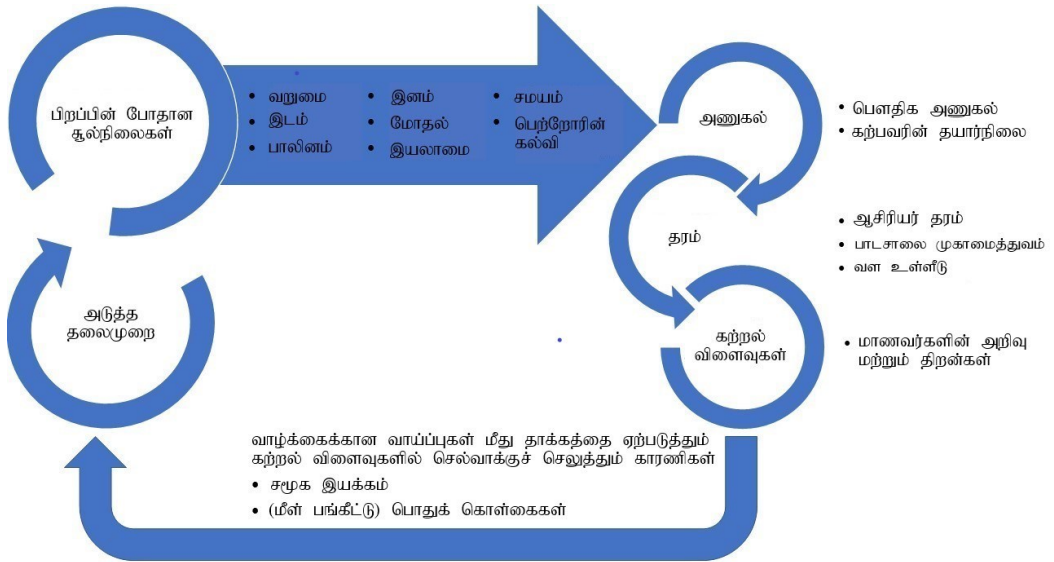 பிறப்பின் போதான
சூல்நிலைகள்
• வறுமை
• இடம்
• பாலினம்
• இனம்
• மோதல்
• இயலாமை
• சமயம்
• பெற்றோரின்
கல்வி
அணுகல்
• பௌதிக அணுகல்
• கற்பவரின் தயார்நிலை
தரம்
• ஆசிரியர் தரம்
• பாடசாலை முகாமைத்துவம்
• வள உள்ளீடு
கற்றல்
விளைவுகள்
• மாணவர்களின் அறிவு
மற்றும் திறன்கள்
அடுத்த
தலைமுறை
வாழ்க்கைக்கான வாய்ப்புகள் மீது தாக்கத்தை ஏற்படுத்தும்
கற்றல் விளைவுகளில் செல்வாக்குச் செலுத்தும் காரணிகள்
• சமூக இயக்கம்
• (மீள் பங்கீட்டு) பொதுக் கொள்கைகள்